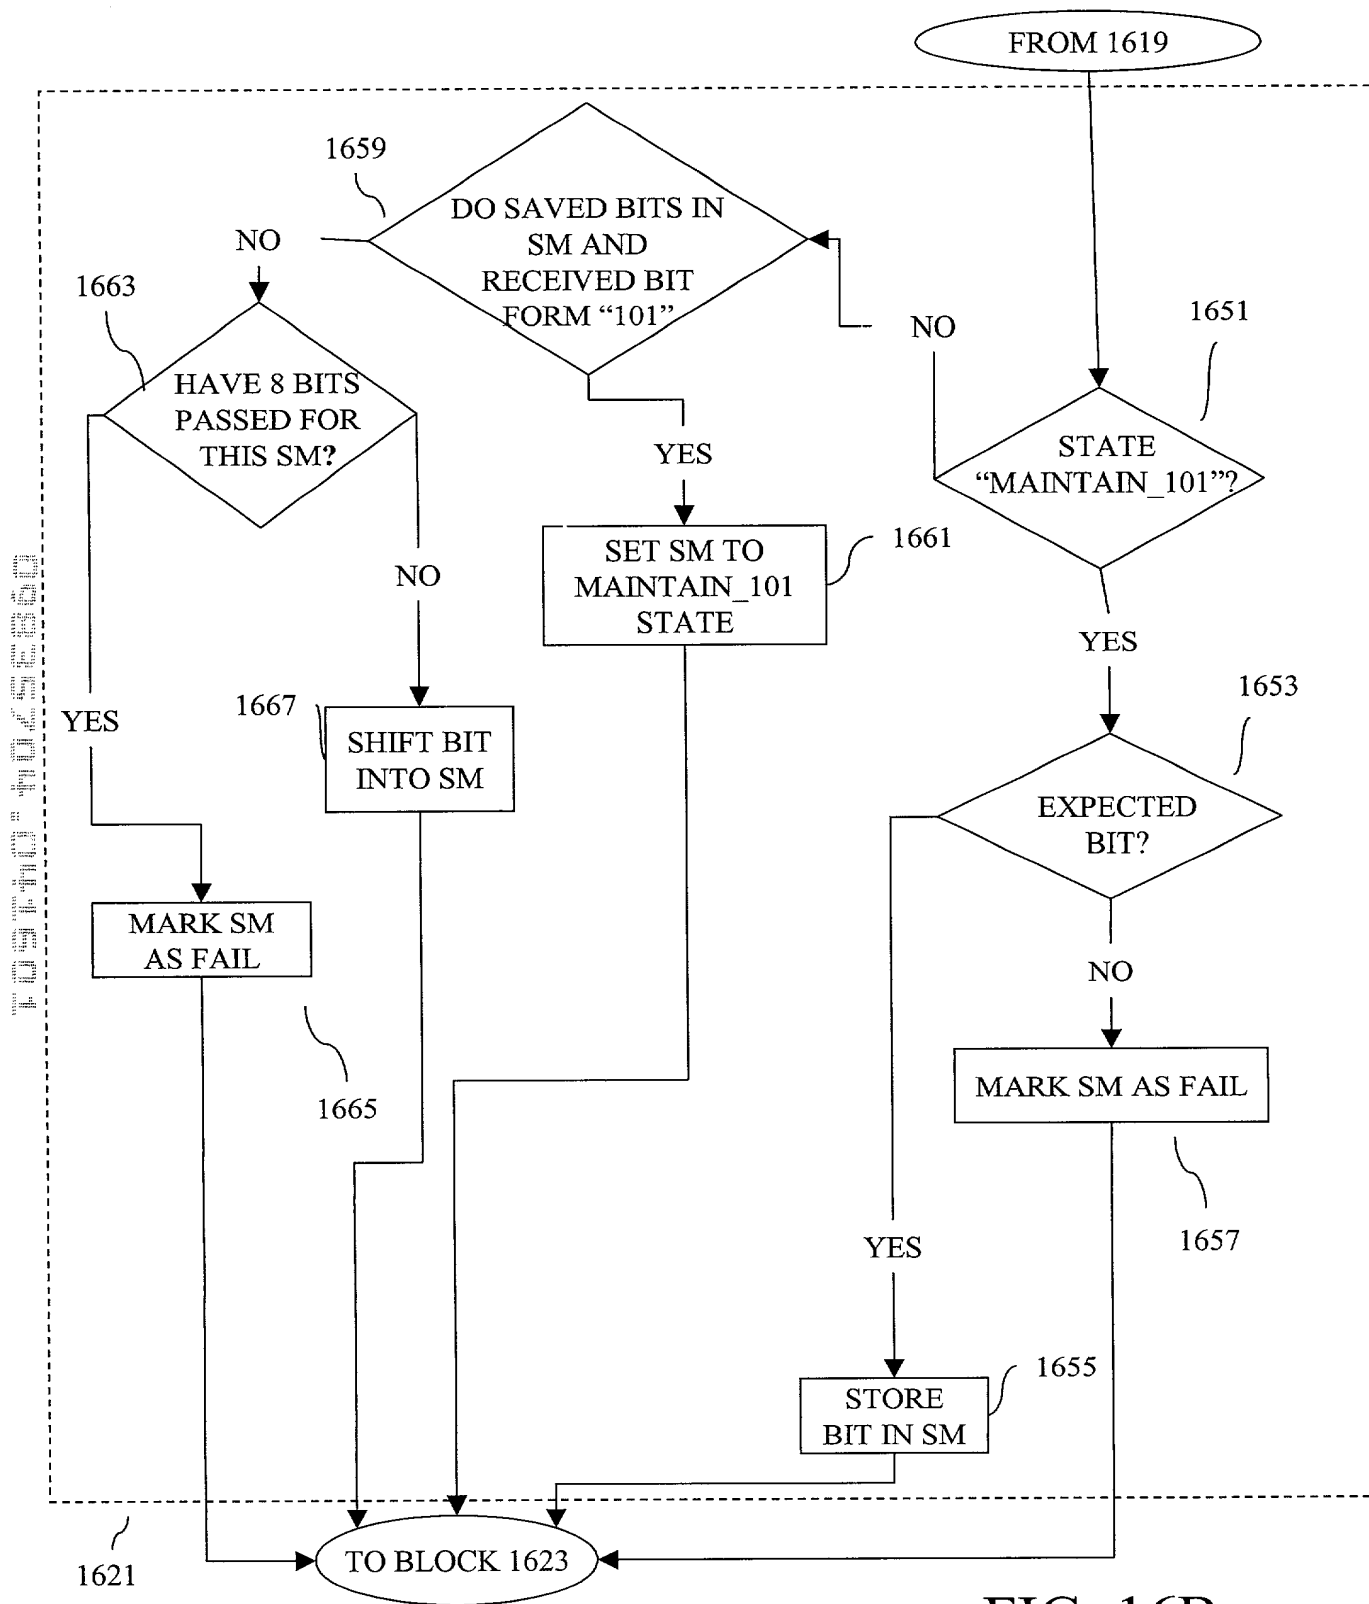 FROM 1619
1659
DO SAVED BITS IN
SM AND
RECEIVED BIT
FORM “101”
NO
1663
HAVE 8 BITS
PASSED FOR
THIS SM?
NO
1651
STATE
“MAINTAIN_101”?
YES
1661
SET SM TO
MAINTAIN_101
STATE
NO
YES
1653
1667
YES
SHIFT BIT
INTO SM
EXPECTED
BIT?
MARK SM
AS FAIL
NO
1665
MARK SM AS FAIL
1657
YES
1655
STORE
BIT IN SM
1621
TO BLOCK 1623